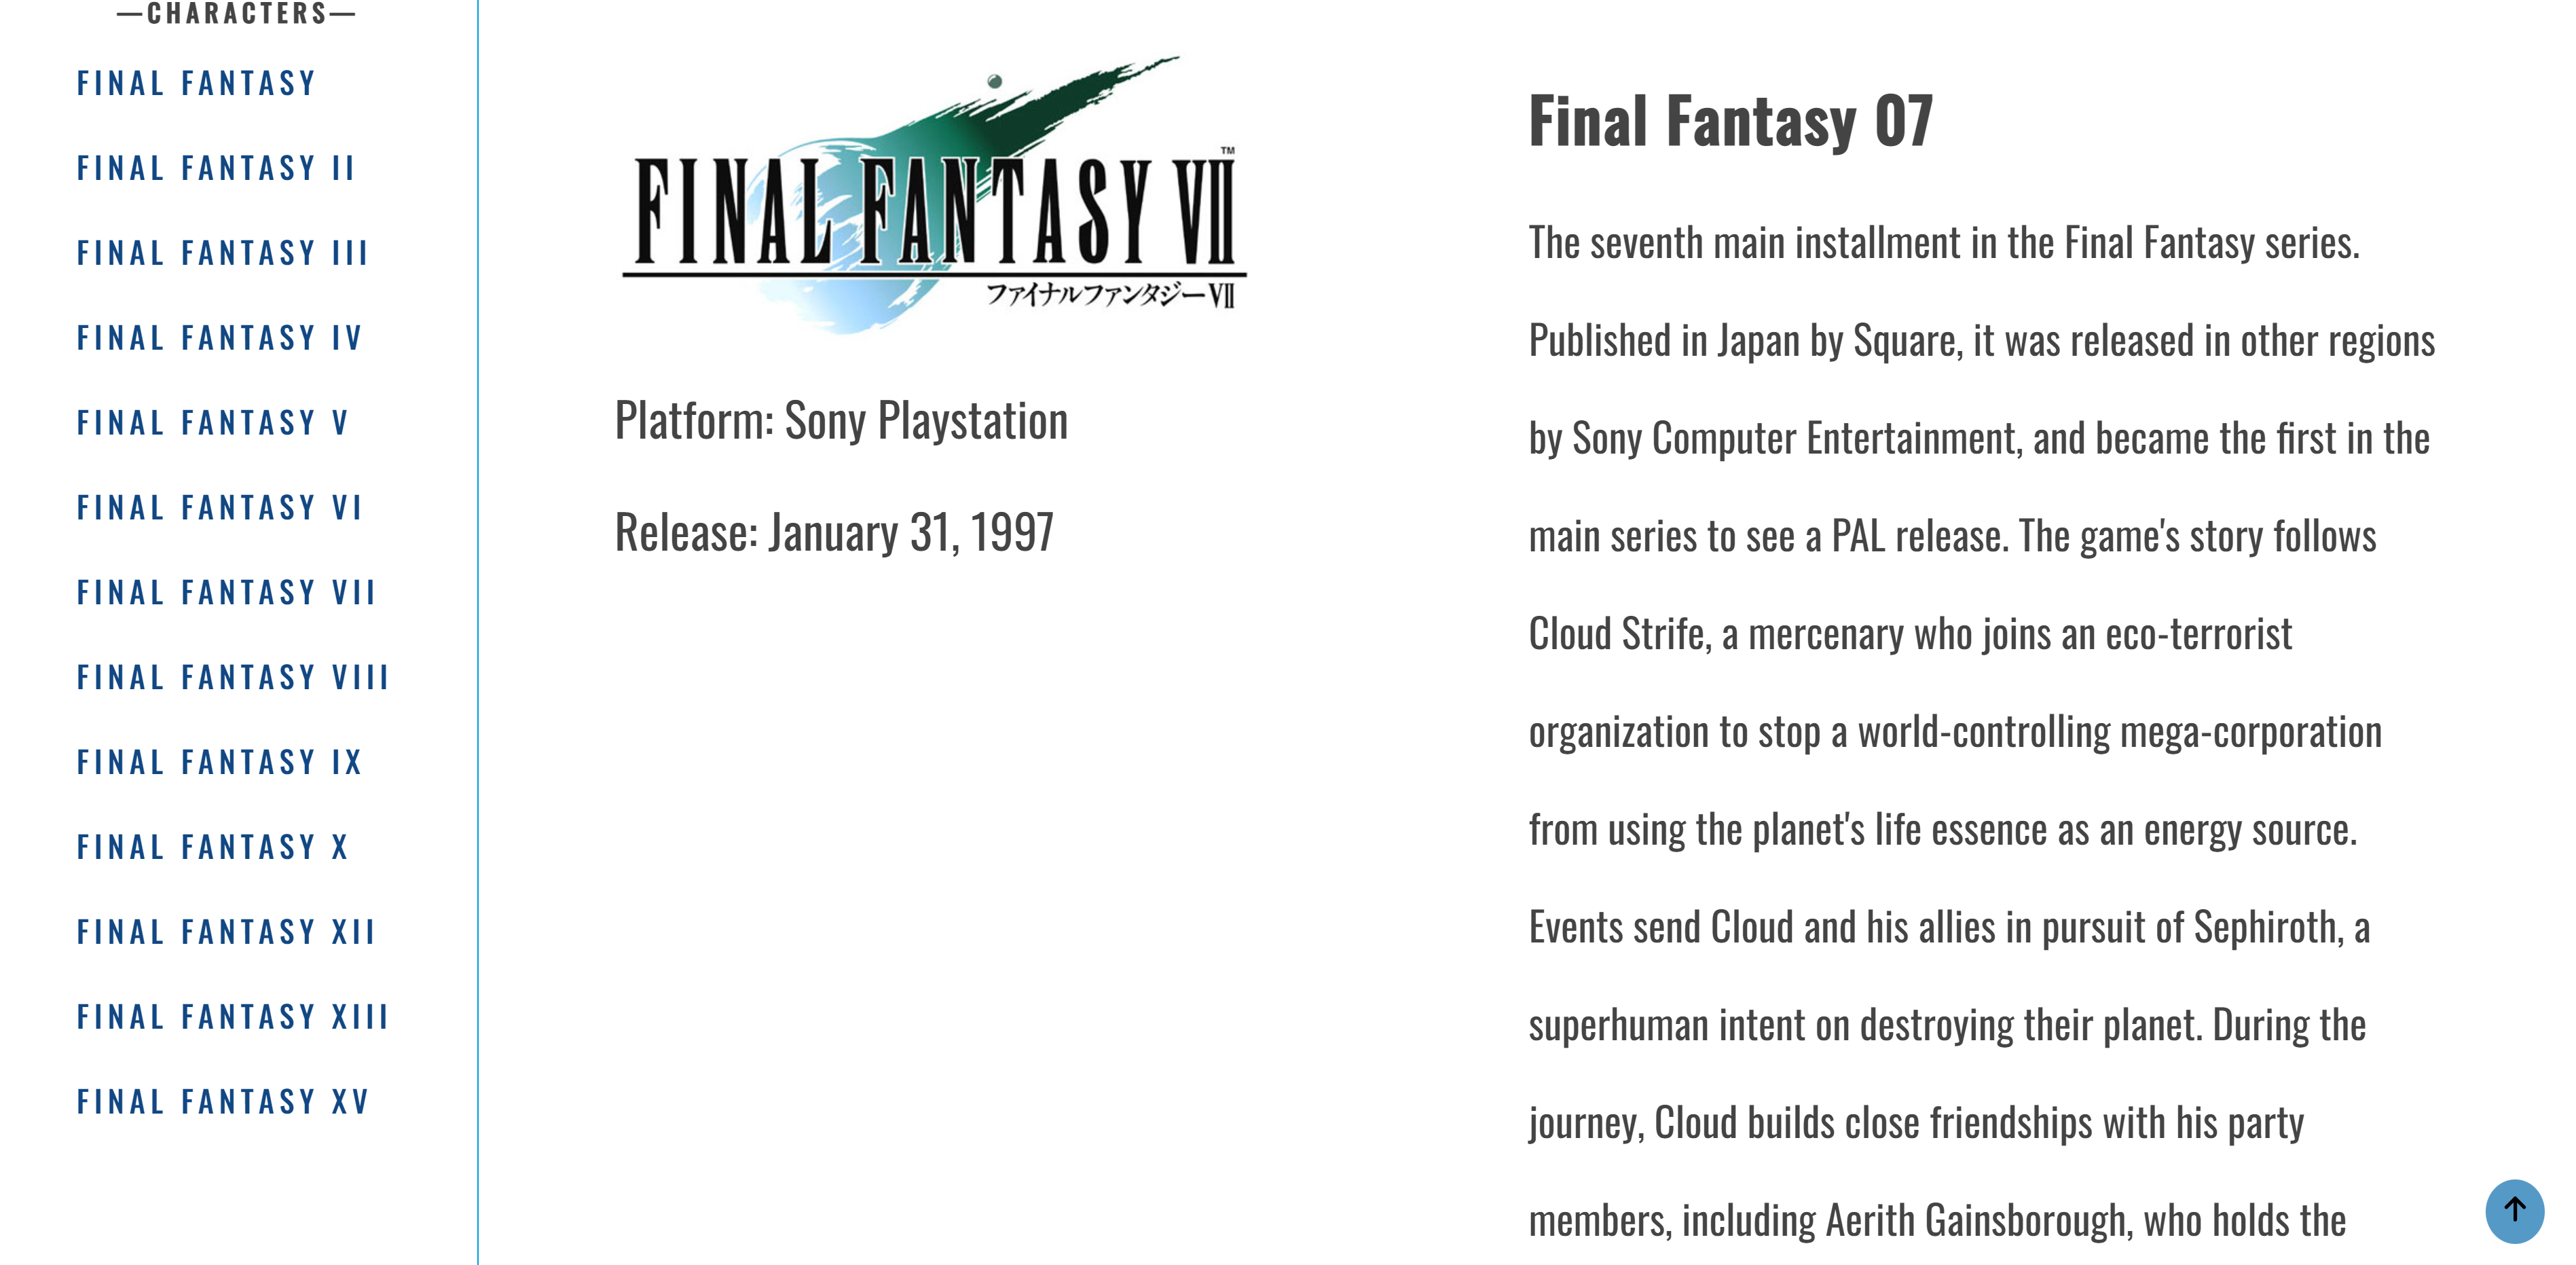 —CHARACTERS—
FINAL FANTASY
FINAL FANTASY II
FINAL FANTASY III
FINAL FANTASY IV
FINAL FANTASY V
FINAL FANTASY VI
FINAL FANTASY VII
FINAL FANTASY VIII
FINAL FANTASY IX
FINAL FANTASY X
FINAL FANTASY XII
FINAL FANTASY XIII
FINAL FANTASY XV
FINAL FANTASY VII™
ファイナルファンタジーVII
Platform: Sony Playstation
Release: January 31, 1997
Final Fantasy 07
The seventh main installment in the Final Fantasy series.
Published in Japan by Square, it was released in other regions
by Sony Computer Entertainment, and became the first in the
main series to see a PAL release. The game's story follows
Cloud Strife, a mercenary who joins an eco-terrorist
organization to stop a world-controlling mega-corporation
from using the planet's life essence as an energy source.
Events send Cloud and his allies in pursuit of Sephiroth, a
superhuman intent on destroying their planet. During the
journey, Cloud builds close friendships with his party
members, including Aerith Gainsborough, who holds the